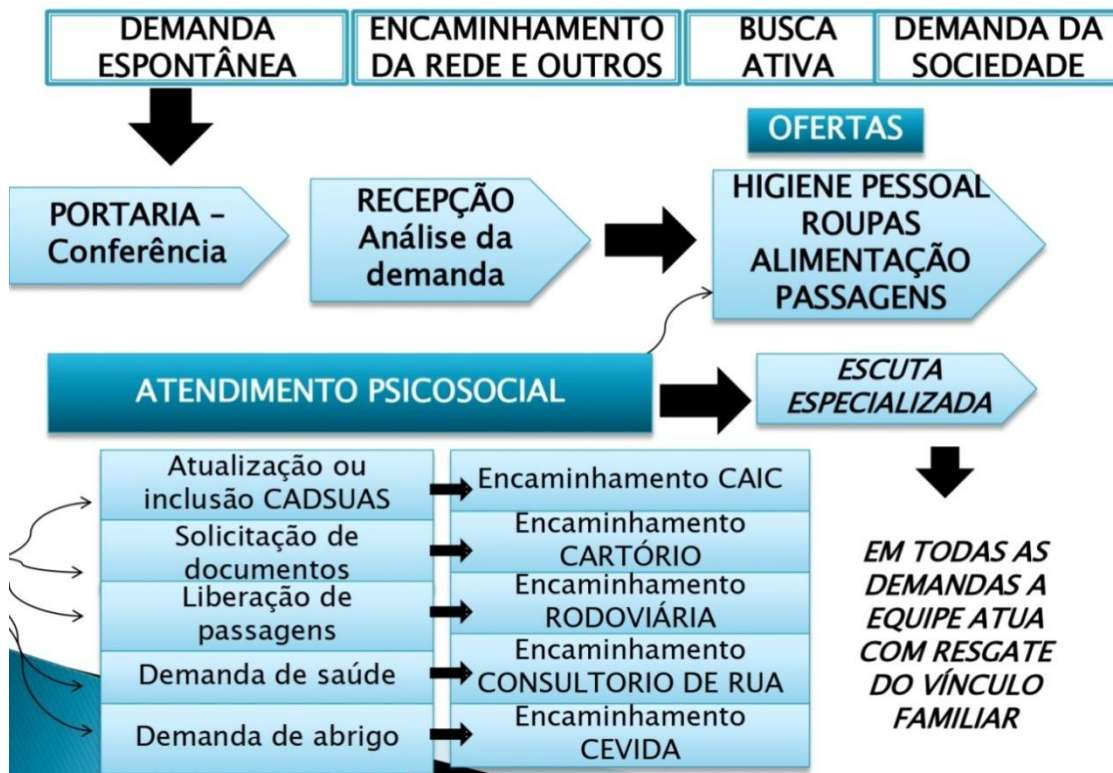 DEMANDA
ESPONTÂNEA
ENCAMINHAMENTO
DA REDE E OUTROS
BUSCA
ATIVA
DEMANDA DA
SOCIEDADE
OFERTAS
PORTARIA –
Conferência
RECEPÇÃO
Análise da
demanda
HIGIENE PESSOAL
ROUPAS
ALIMENTAÇÃO
PASSAGENS
ATENDIMENTO PSICOSOCIAL
ESCUTA
ESPECIALIZADA
Atualização ou
inclusão CADSUAS
Encaminhamento CAIC
Solicitação de
documentos
Encaminhamento
CARTÓRIO
Liberação de
passagens
Encaminhamento
RODOVIÁRIA
Demanda de saúde
Encaminhamento
CONSULTORIO DE RUA
Demanda de abrigo
Encaminhamento
CEVIDA
EM TODAS AS
DEMANDAS A
EQUIPE ATUA
COM RESGATE
DO VÍNCULO
FAMILIAR